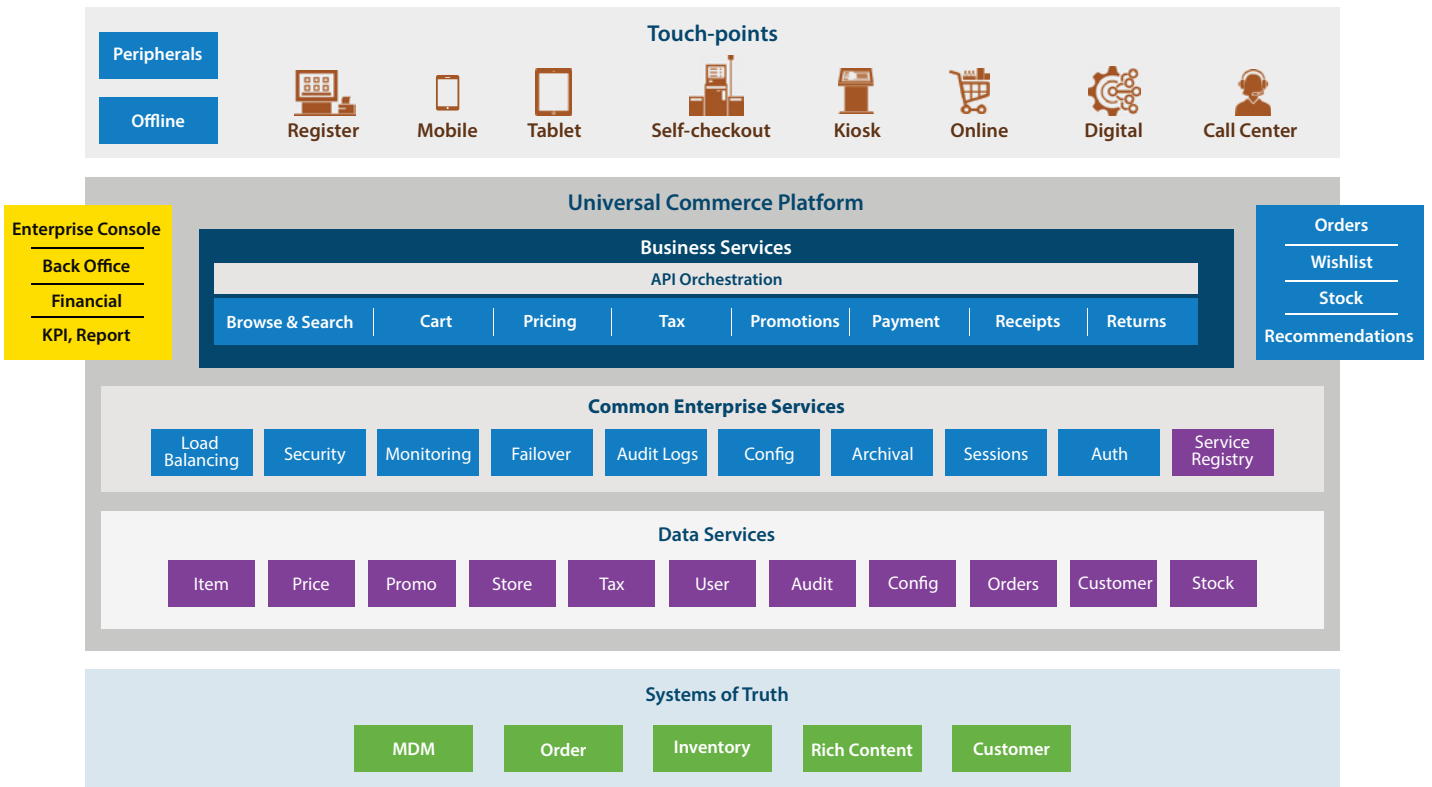 Touch-points
Peripherals
Offline
Register
Mobile
Tablet
Self-checkout
Kiosk
Online
Digital
Call Center
Universal Commerce Platform
Enterprise Console
Back Office
Financial
KPI, Report
Business Services
API Orchestration
Browse & Search
Cart
Pricing
Tax
Promotions
Payment
Receipts
Returns
Orders
Wishlist
Stock
Recommendations
Common Enterprise Services
Load
Balancing
Security
Monitoring
Failover
Audit Logs
Config
Archival
Sessions
Auth
Service
Registry
Data Services
Item
Price
Promo
Store
Tax
User
Audit
Config
Orders
Customer
Stock
Systems of Truth
MDM
Order
Inventory
Rich Content
Customer